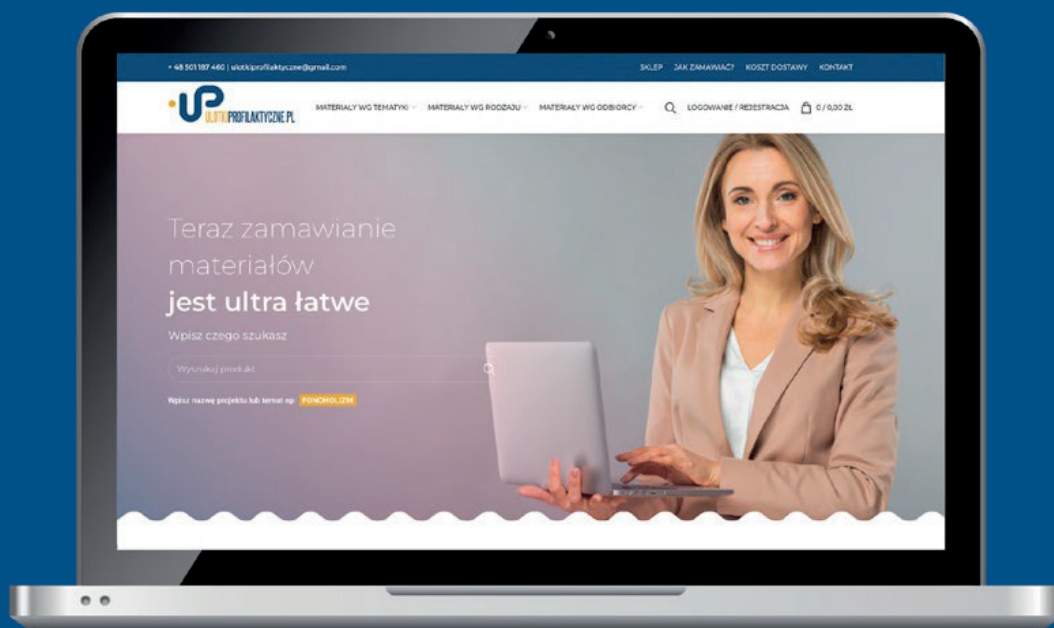 + 48 501 187 460 | ulotkiprofilaktyczne@gmail.com
SKLEP JAK ZAMAWIAĆ? KOSZT DOSTAWY KONTAKT
UP
ULOTKIPROFILAKTYCZNE.PL
MATERIAŁY WG TEMATYKI MATERIAŁY WG RODZAJU MATERIAŁY WG ODBIORCY LOGOWANIE / REJESTRACJA 0 / 0,00 ZŁ
Teraz zamawianie
materiałów
jest ultra łatwe
Wpisz czego szukasz
Wyszukaj produkt
Wpisz nazwę projektu lub temat np FONOHOLIZM